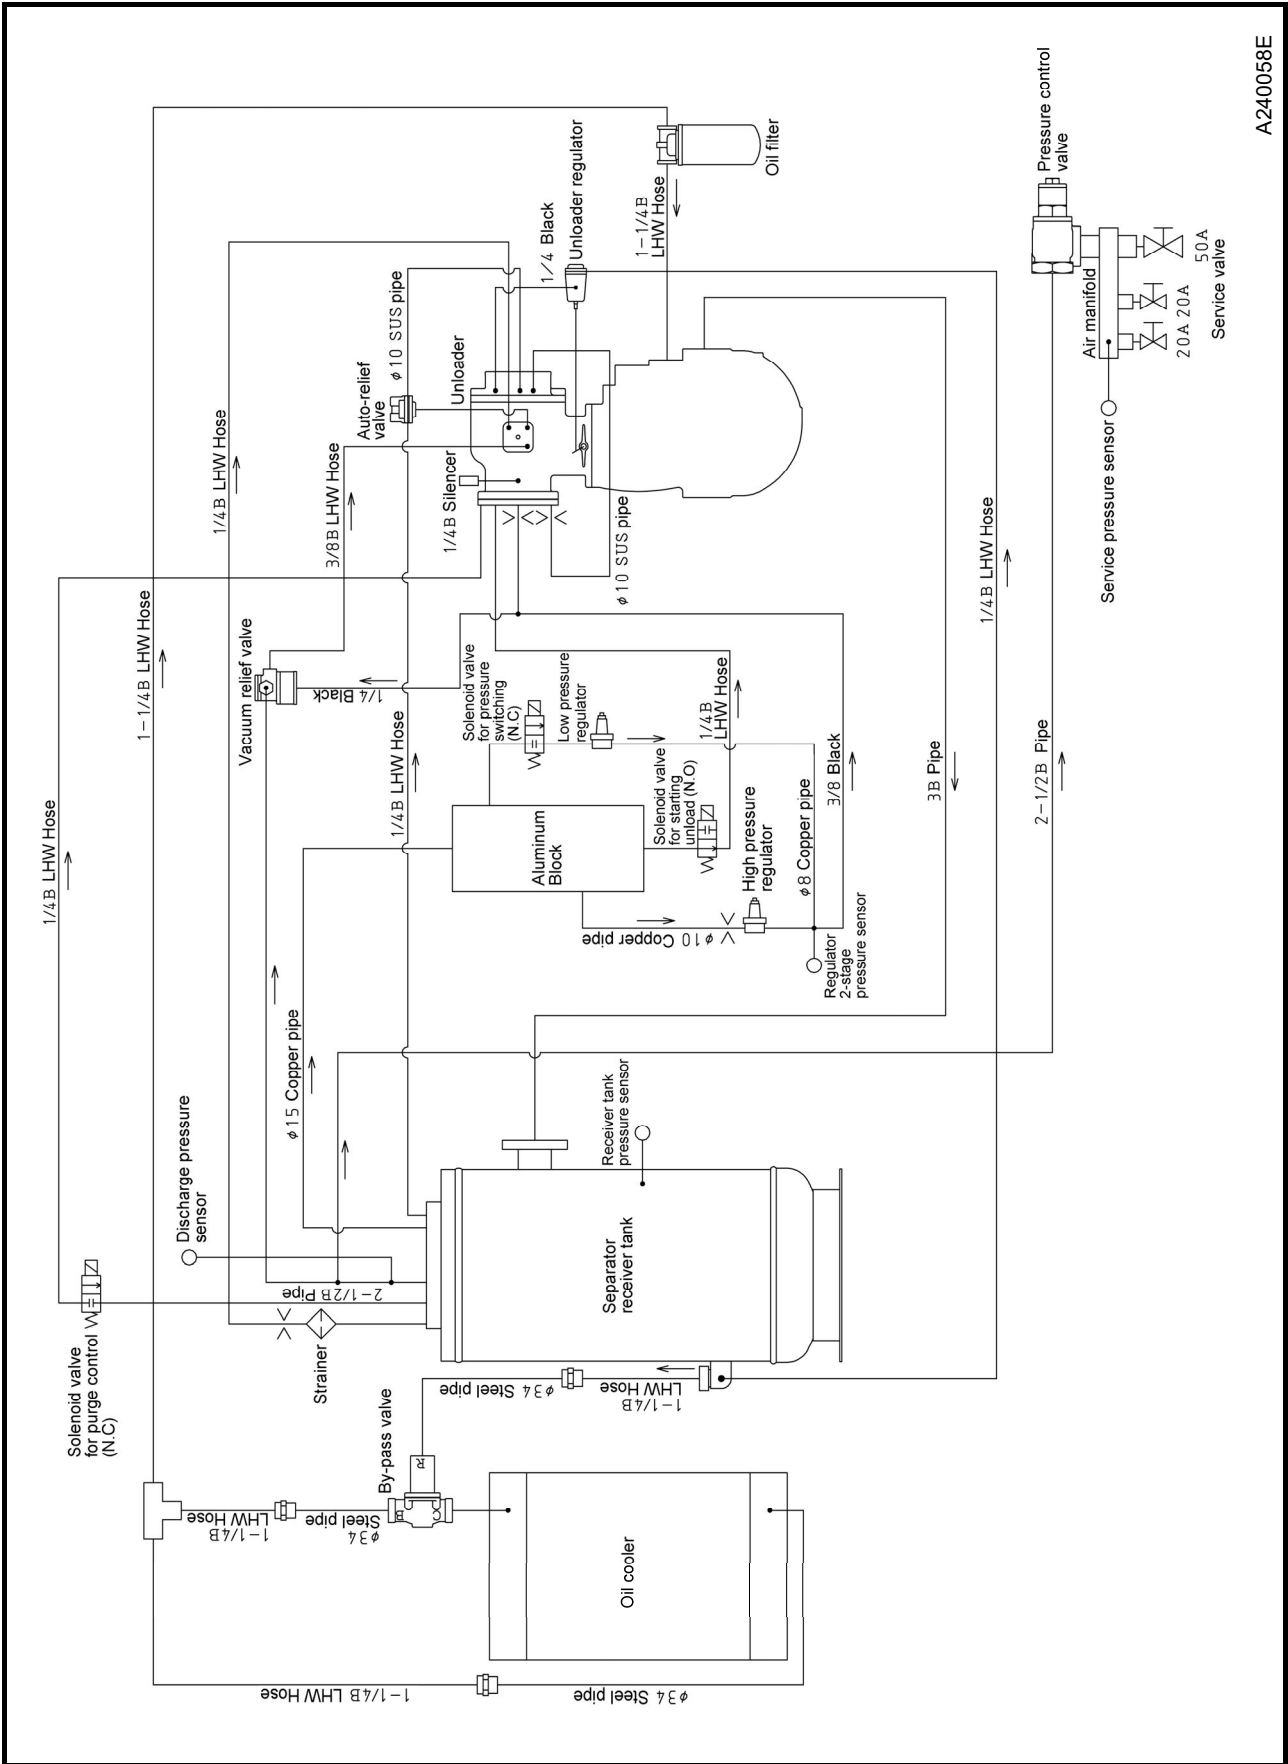 1/4B LHW Hose
Solenoid valve
for purge control
(N.C)
1-1/4B LHW Hose
Discharge pressure
sensor
1/4B LHW Hose
1-1/4B
LHW Hose
Vacuum relief valve
1-1/4B LHW Hose
φ15 Copper pipe
2-1/2B Pipe
Strainer
3/8B LHW Hose
φ34
Steel pipe
1/4 Black
Auto-relief
valve
φ10 SUS pipe
By-pass valve
1/4B LHW Hose
R
φ34 Steel pipe
1/4B Silencer
Unloader
Solenoid valve
for pressure
switching
(N.C)
Aluminum
Block
Low pressure
regulator
1/4 Black
Unloader regulator
φ34 Steel pipe
φ10 Copper pipe
φ10 SUS pipe
Separator
receiver tank
Receiver tank
pressure sensor
Oil cooler
1-1/4B
LHW Hose
1-1/4B
LHW Hose
Solenoid valve
for starting
unload (N.O)
1/4B
LHW Hose
High pressure
regulator
Oil filter
φ8 Copper pipe
Regulator
2-stage
pressure sensor
3/8 Black
3B Pipe
1/4B LHW Hose
2-1/2B Pipe
Pressure control
valve
Air manifold
Service pressure sensor
20A 20A
50A
Service valve
A240058E